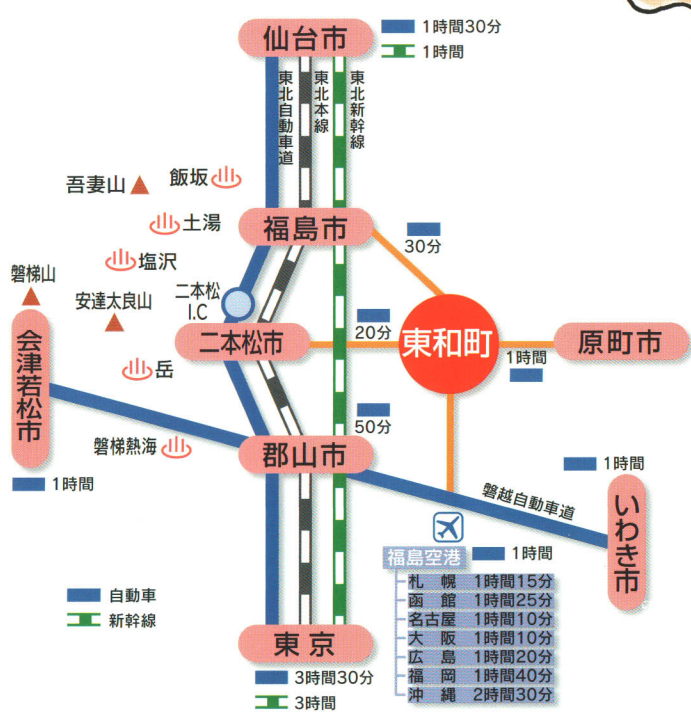 仙台市
1時間30分
1時間
東北自動車道
東北本線
東北新幹線
吾妻山
飯坂
土湯
福島市
30分
塩沢
磐梯山
安達太良山
二本松
I.C
二本松市
20分
東和町
1時間
原町市
会津若松市
岳
50分
磐梯熱海
郡山市
1時間
1時間
磐越自動車道
いわき市
福島空港
1時間
札幌 1時間15分
函館 1時間25分
名古屋 1時間10分
大阪 1時間10分
広島 1時間20分
福岡 1時間40分
沖縄 2時間30分
自動車
新幹線
東京
3時間30分
3時間